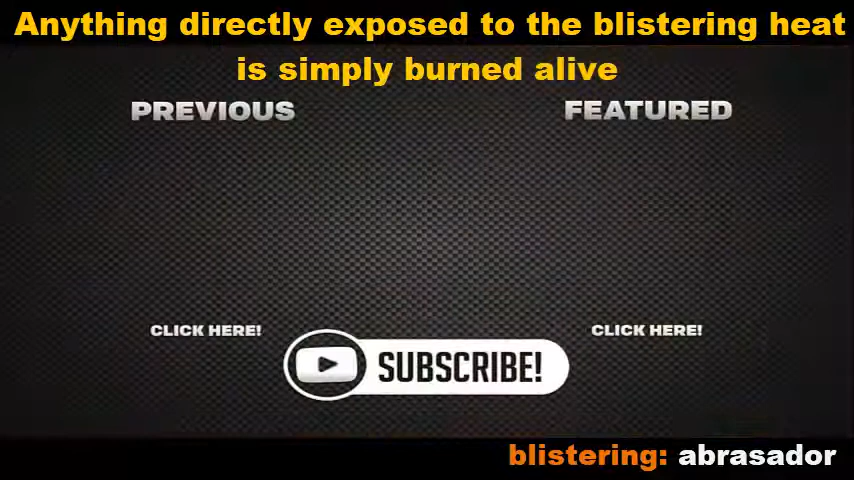 Anything directly exposed to the blistering heat
is simply burned alive
PREVIOUS
FEATURED
CLICK HERE!
CLICK HERE!
SUBSCRIBE!
blistering: abrasador